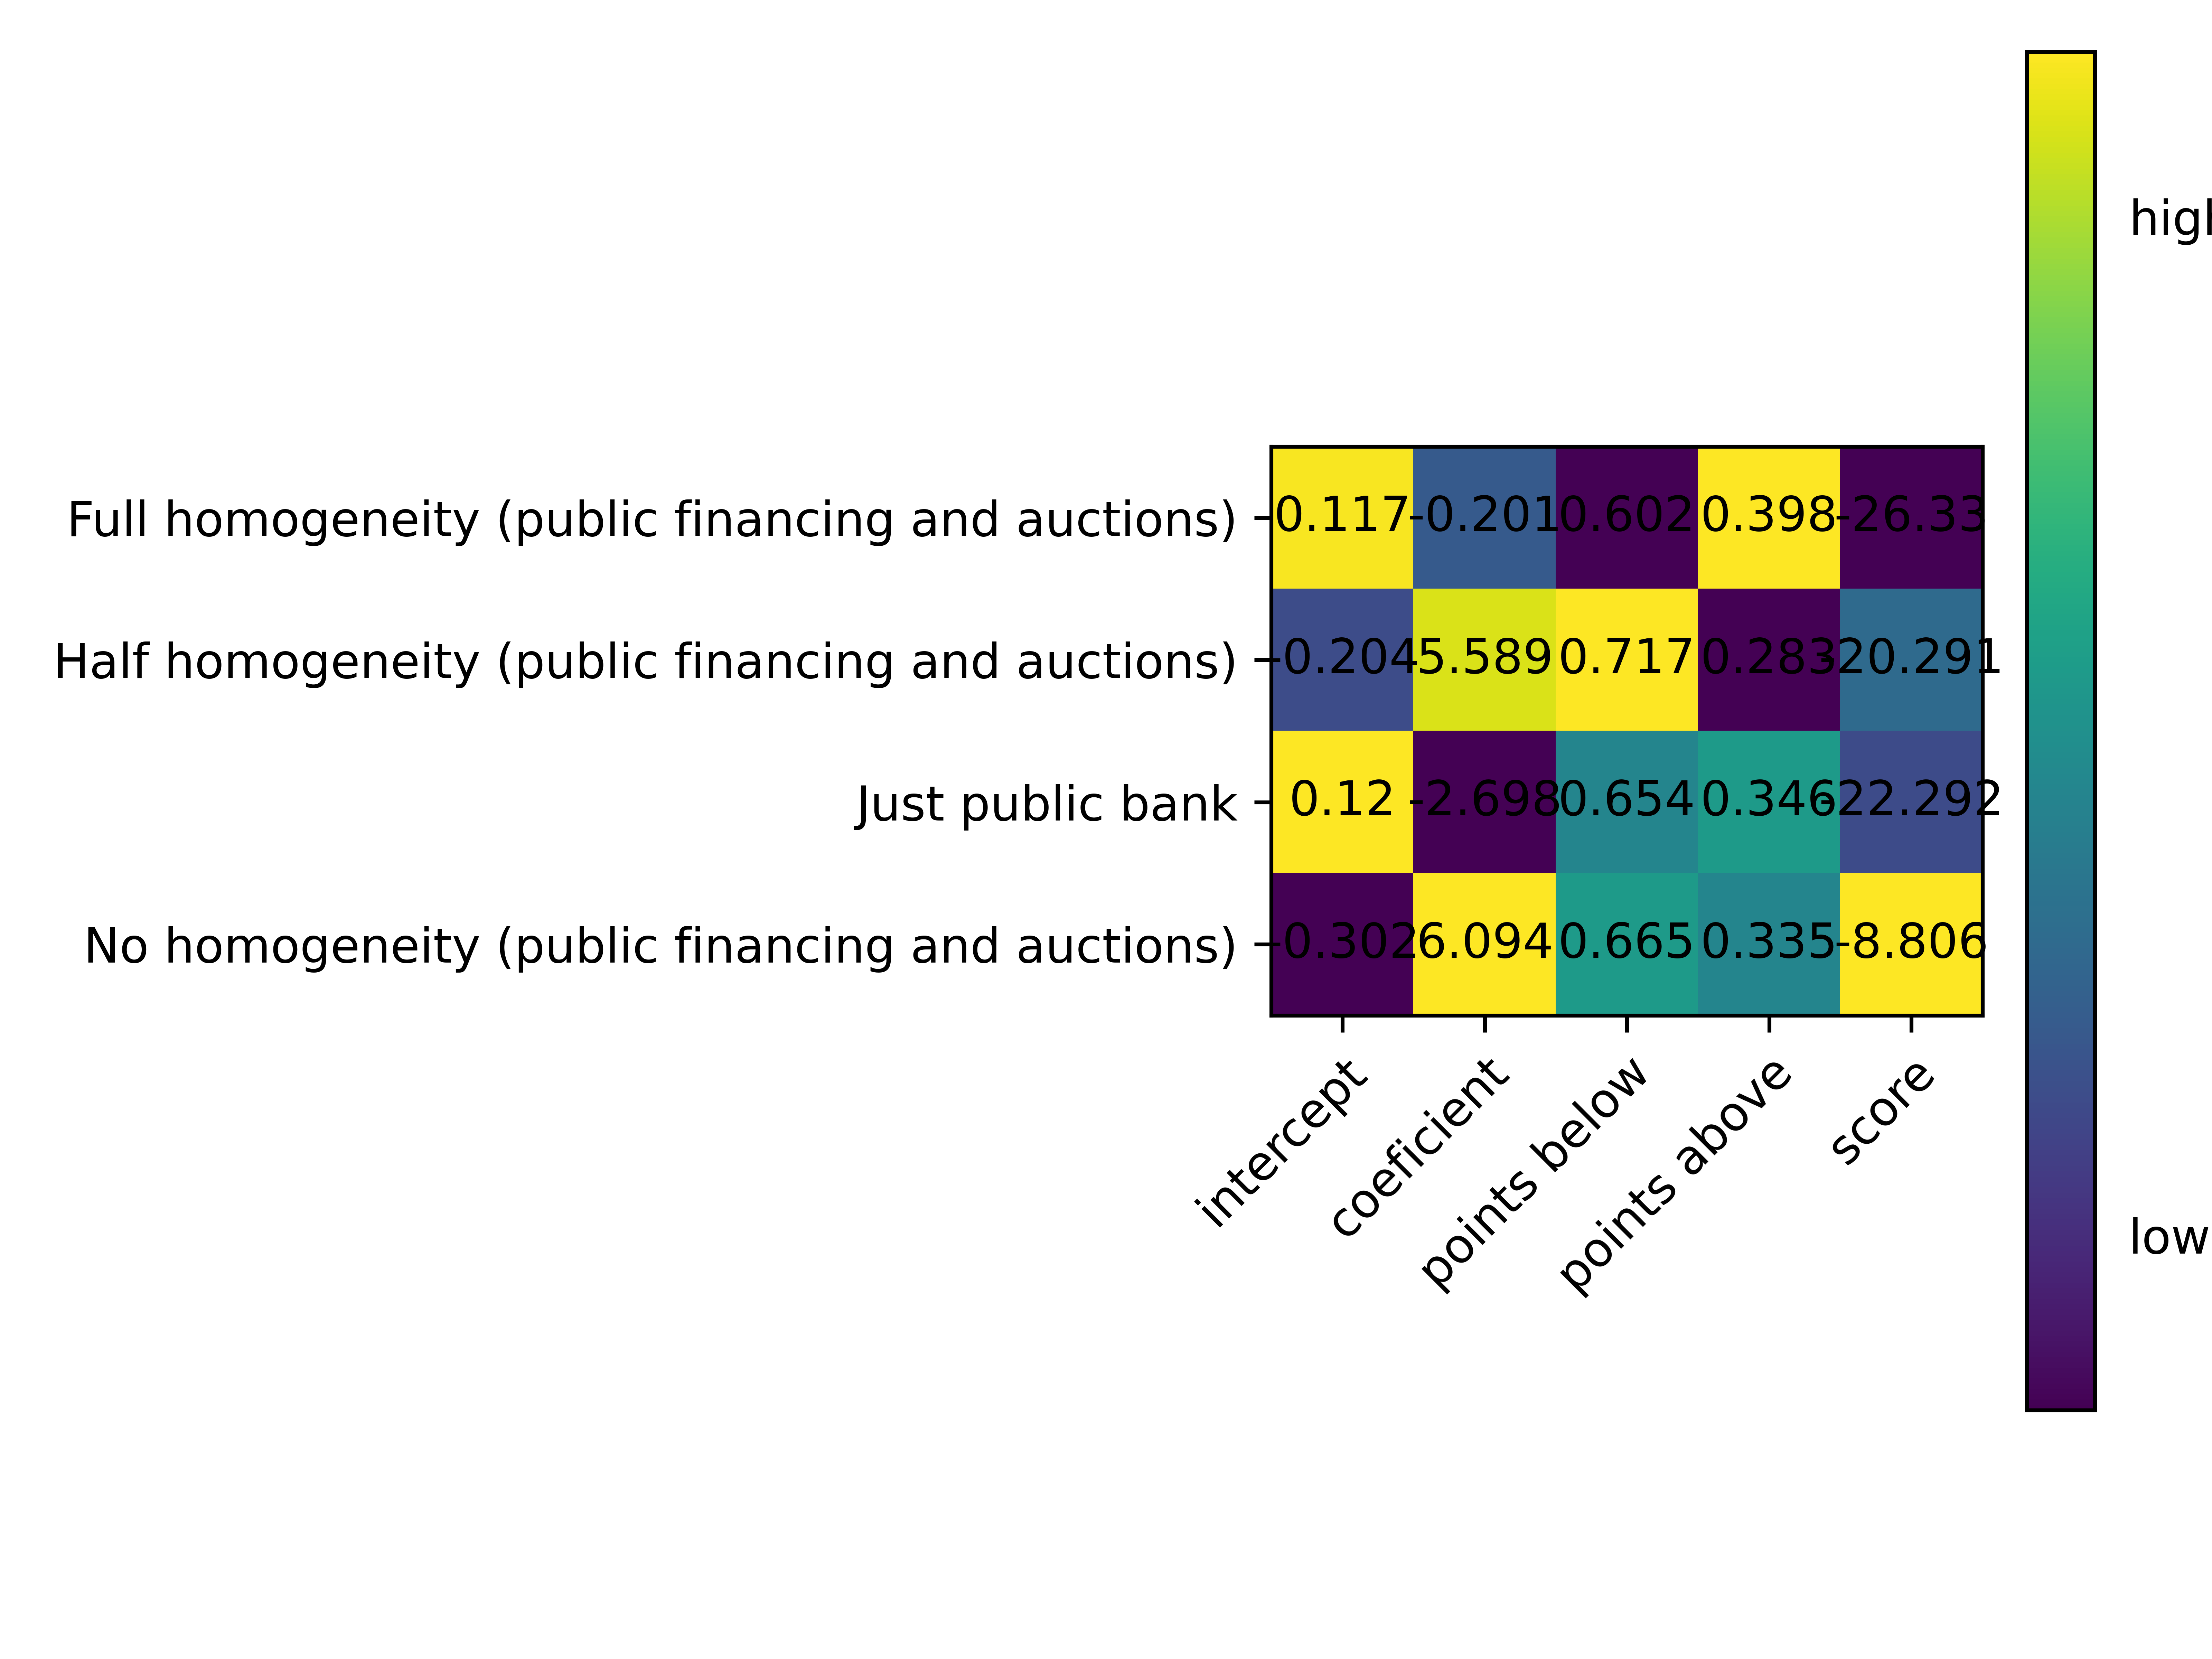 high
Full homogeneity (public financing and auctions) 0.117 -0.201 0.602 0.398 -26.33
Half homogeneity (public financing and auctions) -0.204 5.589 0.717 0.283 -20.291
Just public bank 0.12 -2.698 0.654 0.346 -22.292
No homogeneity (public financing and auctions) -0.302 6.094 0.665 0.335 -8.806
intercept
coeficient
points below
points above
score
low